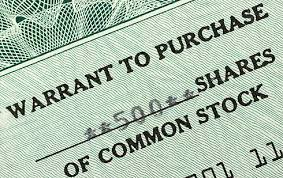 WARRANT TO PURCHASE
**500** SHARES
OF COMMON STOCK